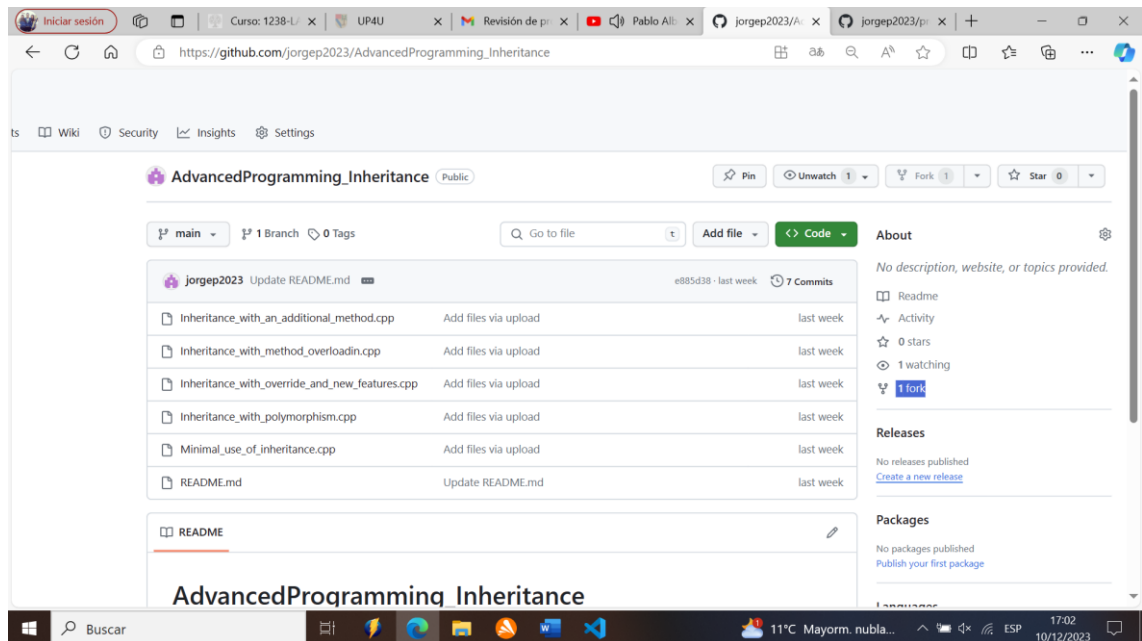 Iniciar sesión
Curso: 1238-L/
UP4U
Revisión de pr
Pablo Alb
jorgep2023/Ad
jorgep2023/pr
https://github.com/jorgep2023/AdvancedProgramming_Inheritance
ts Wiki Security Insights Settings
AdvancedProgramming_Inheritance Public
Pin Unwatch 1 Fork 1 Star 0
main 1 Branch 0 Tags Go to file t Add file <> Code
jorgep2023 Update README.md e885d38 · last week 7 Commits
Inheritance_with_an_additional_method.cpp Add files via upload last week
Inheritance_with_method_overloadin.cpp Add files via upload last week
Inheritance_with_override_and_new_features.cpp Add files via upload last week
Inheritance_with_polymorphism.cpp Add files via upload last week
Minimal_use_of_inheritance.cpp Add files via upload last week
README.md Update README.md last week
README
AdvancedProgramming_Inheritance
About
No description, website, or topics provided.
Readme
Activity
0 stars
1 watching
1 fork
Releases
No releases published
Create a new release
Packages
No packages published
Publish your first package
Languages
Buscar
11°C Mayorm. nubla...
ESP
17:02
10/12/2023